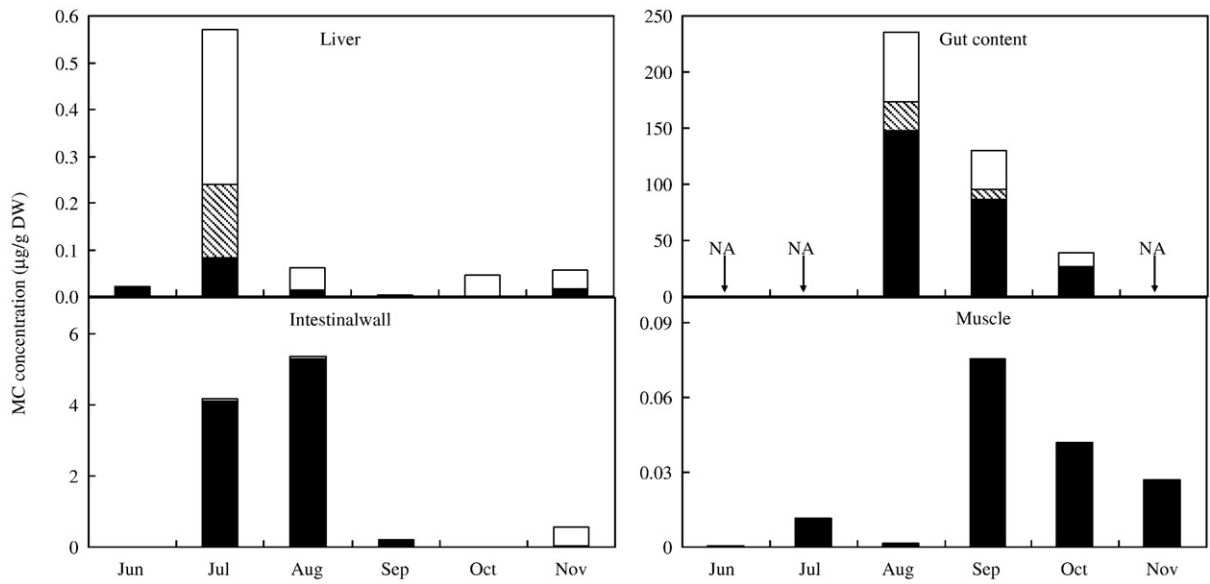 MC concentration (µg/g DW)
Liver
0.6
0.5
0.4
0.3
0.2
0.1
0.0
Gut content
250
200
150
100
50
0
NA NA NA
Intestinalwall
6
4
2
0
Jun Jul Aug Sep Oct Nov
Muscle
0.09
0.06
0.03
0
Jun Jul Aug Sep Oct Nov